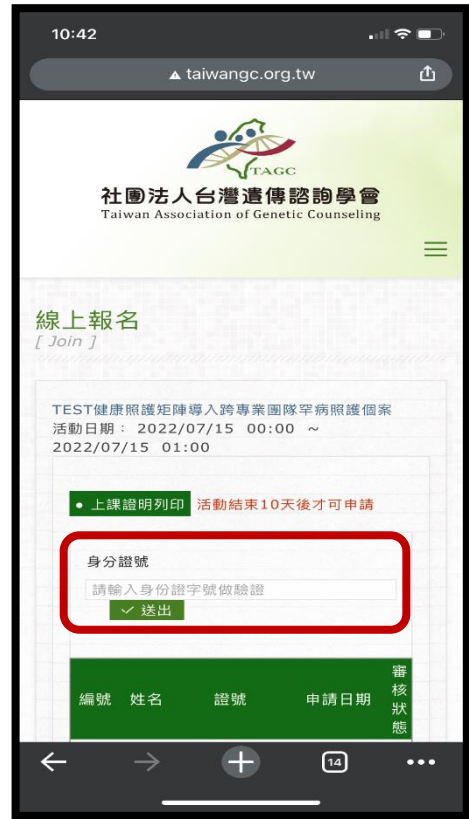 10:42
taiwangc.org.tw
TAGC
社團法人台灣遺傳諮詢學會
Taiwan Association of Genetic Counseling
線上報名
[ Join ]
TEST健康照護矩陣導入跨專業團隊罕病照護個案
活動日期： 2022/07/15 00:00 ~
2022/07/15 01:00
• 上課證明列印 活動結束10天後才可申請
身分證號
請輸入身份證字號做驗證
✓ 送出
編號 姓名 證號 申請日期 審核狀態
14